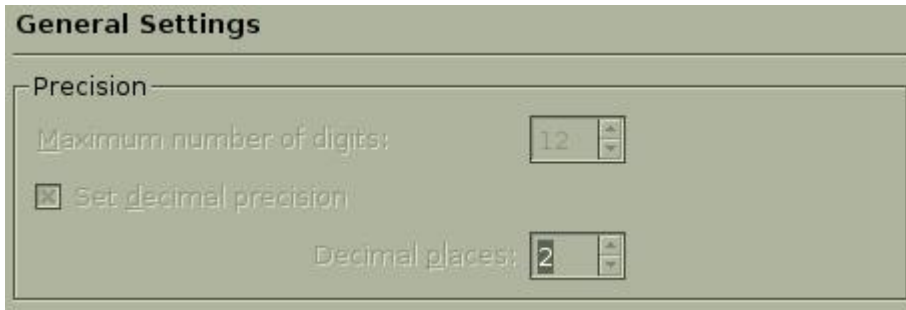 General Settings
Precision
Maximum number of digits: 12
Set decimal precision
Decimal places: 2